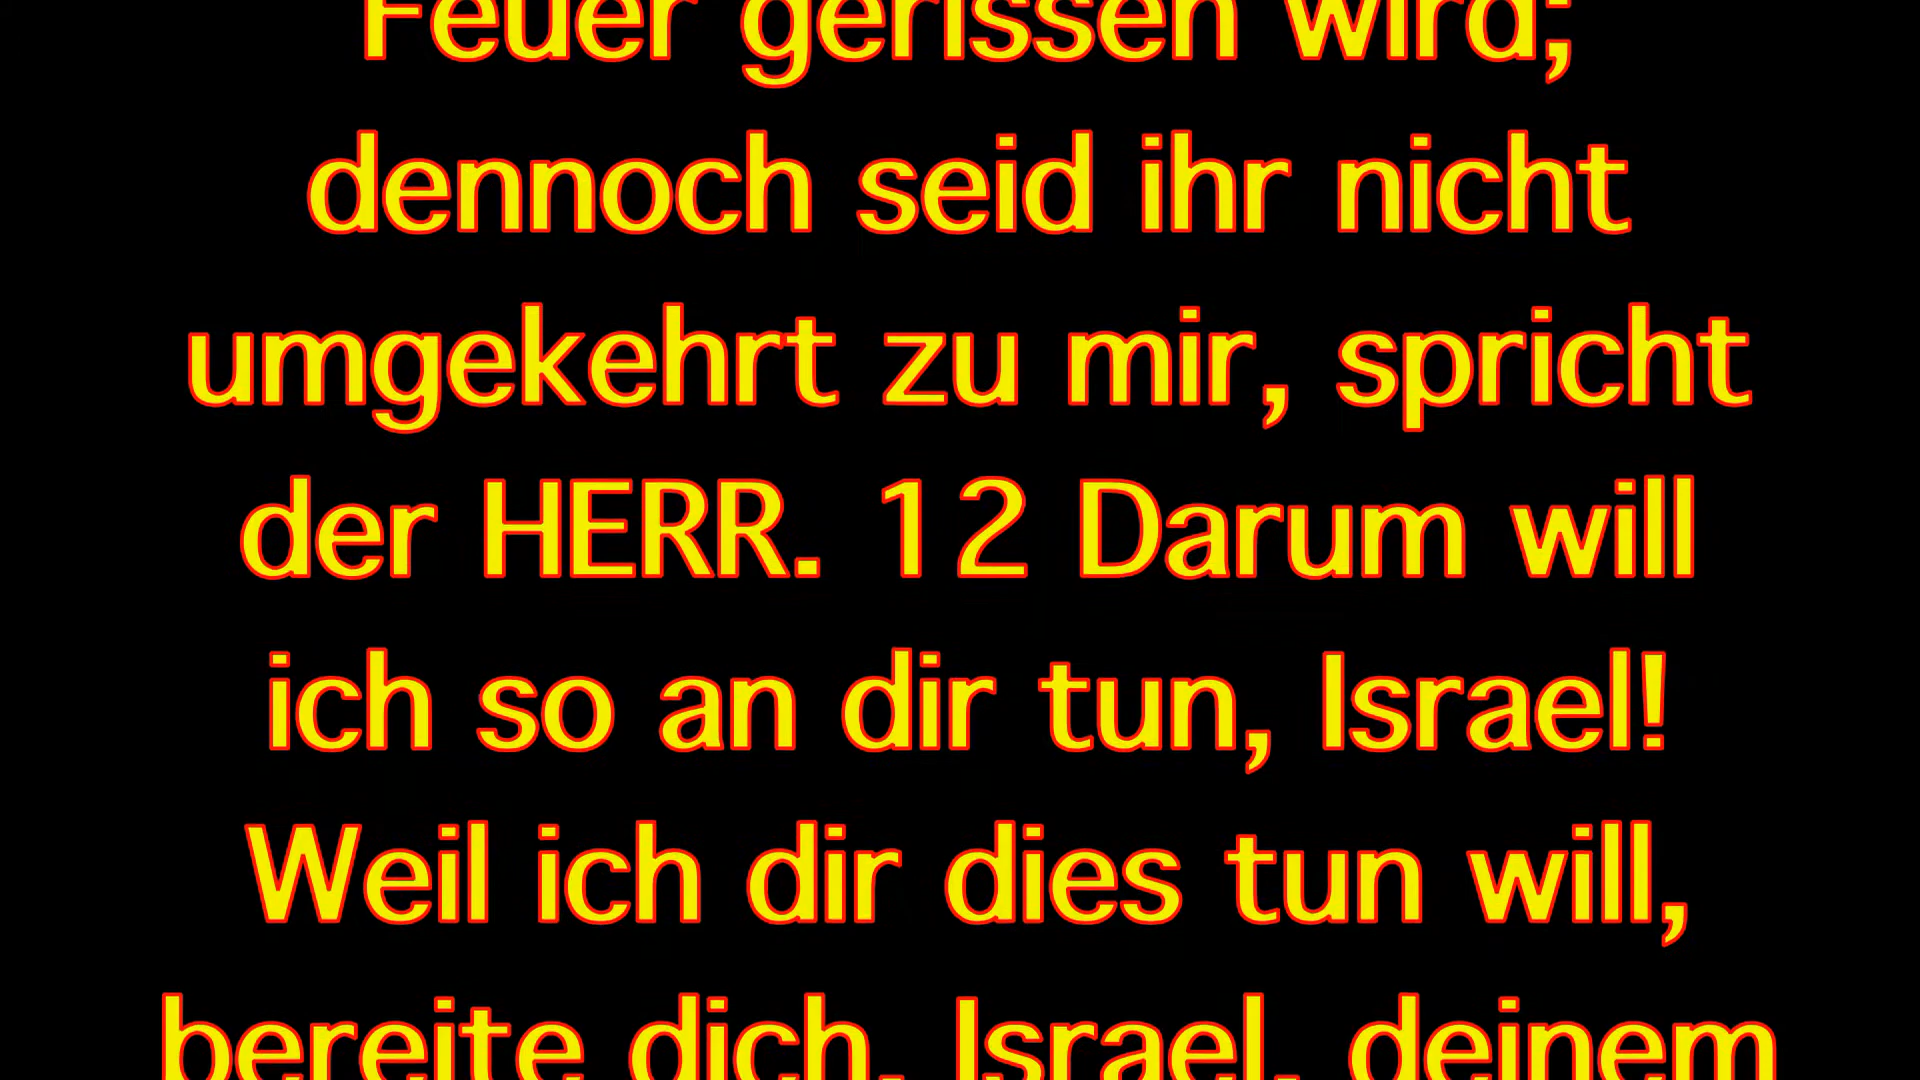 Feuer gerissen wird;
dennoch seid ihr nicht
umgekehrt zu mir, spricht
der HERR. 12 Darum will
ich so an dir tun, Israel!
Weil ich dir dies tun will,
bereite dich, Israel, deinem